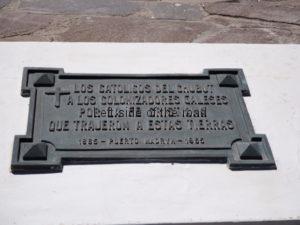 LOS CATOLICOS DEL CHUBUT
A LOS COLONIZADORES GALESES
QUE TRAJERON A ESTAS TIERRAS
1865 - PUERTO MADRYN - 1965